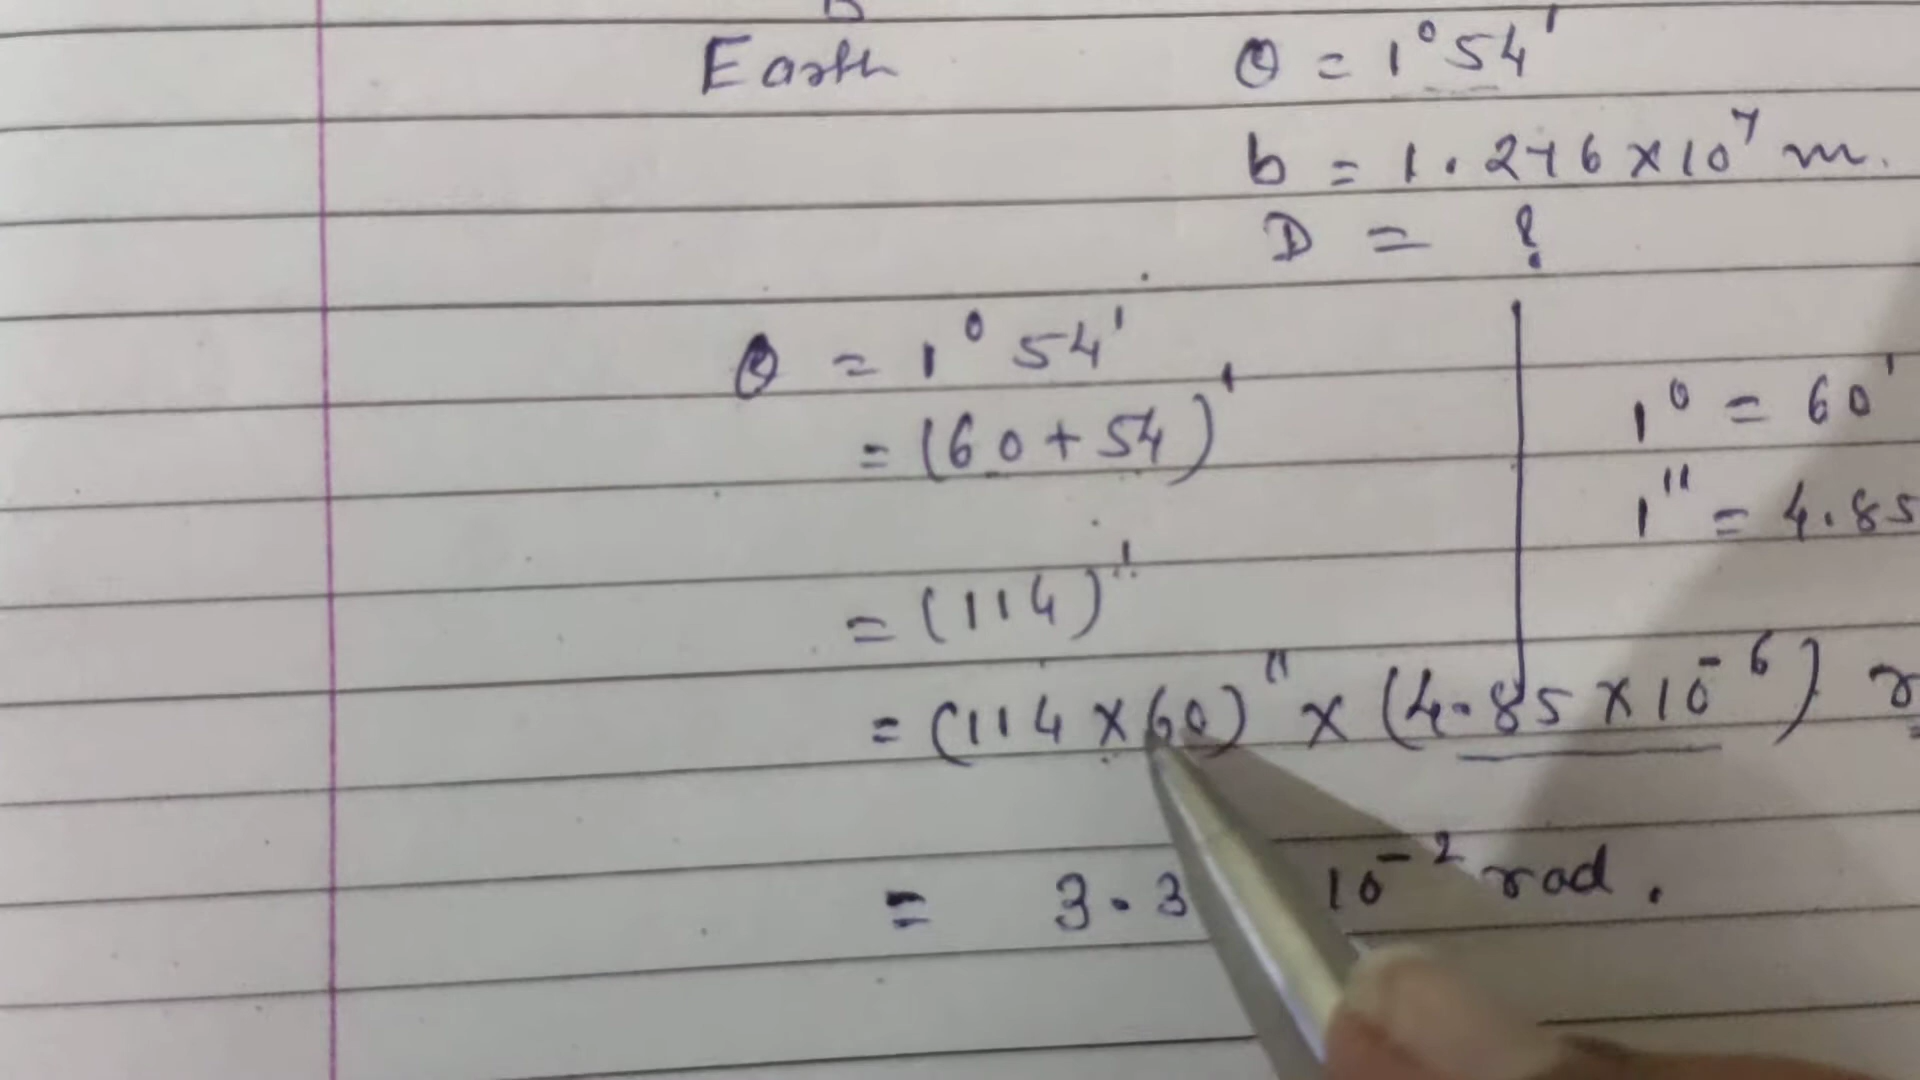 Earth
θ = 1°54'
b = 1.276×10⁷ m.
D = ?
θ = 1° 54'
= (60+54)'
1° = 60'
1" = 4.85
= (114)"
= (114×60)" × (4.85×10⁻⁶) r
= 3.3 10⁻² rad.